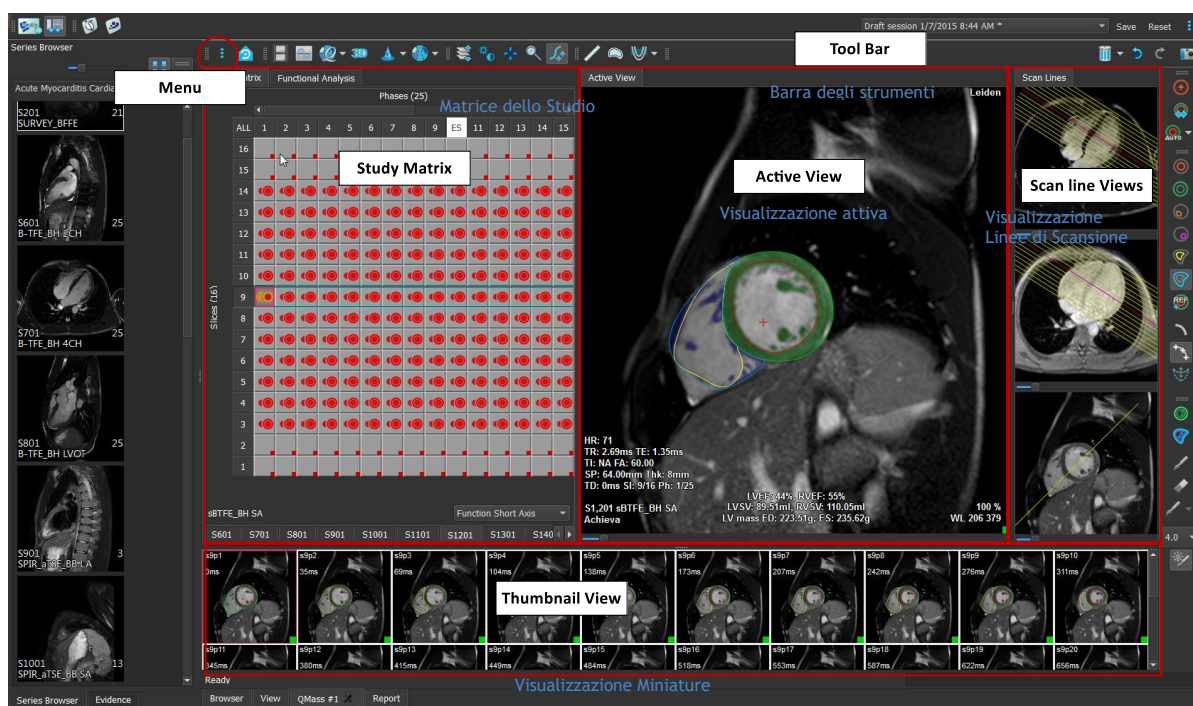 Draft session 1/7/2015 8:44 AM *
Save
Reset
Series Browser
Tool Bar
Menu
3D
Acute Myocarditis Cardia
trix
Functional Analysis
Active View
Scan Lines
Phases (25)
Matrice dello Studio
Barra degli strumenti
Leiden
S201
21
SURVEY_BFFE
ALL 1 2 3 4 5 6 7 8 9 ES 11 12 13 14 15
16
15
14
13
12
11
10
9
8
7
6
5
4
3
2
1
Slices (16)
Study Matrix
Active View
Scan line Views
Visualizzazione attiva
Visualizzazione
Linee di Scansione
AUTO
REF
4.0
S601
25
B-TFE_BH 2CH
S701
25
B-TFE_BH 4CH
S801
25
B-TFE_BH LVOT
S901
3
SPIR_aTSE_BB LA
S1001
13
SPIR_aTSE_BB SA
HR: 71
TR: 2.69ms TE: 1.35ms
TI: NA FA: 60.00
SP: 64.00mm Thk: 8mm
TD: 0ms Sl: 9/16 Ph: 1/25
S1,201 sBTFE_BH SA
Achieva
LVEF: 44%, RVEF: 55%
LVSV: 89.51ml, RVSV: 110.05ml
LV mass ED: 223.51g, ES: 235.62g
100 %
WL 206 379
sBTFE_BH SA
Function Short Axis
S601 S701 S801 S901 S1001 S1101 S1201 S1301 S140
s9p1 s9p2 s9p3 s9p4 s9p5 s9p6 s9p7 s9p8 s9p9 s9p10
0ms 35ms 69ms 104ms 138ms 173ms 207ms 242ms 276ms 311ms
Thumbnail View
s9p11 s9p12 s9p13 s9p14 s9p15 s9p16 s9p17 s9p18 s9p19 s9p20
345ms 380ms 415ms 449ms 484ms 518ms 553ms 587ms 622ms 656ms
Ready
Visualizzazione Miniature
Series Browser
Evidence
Browser
View
QMass #1
Report